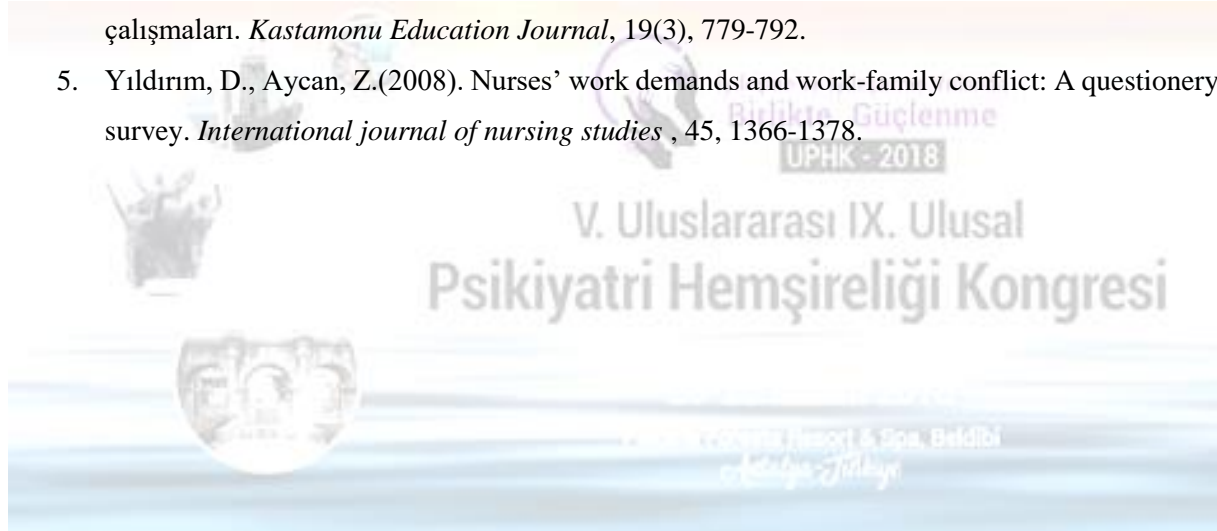 çalışmaları. Kastamonu Education Journal, 19(3), 779-792.
5. Yıldırım, D., Aycan, Z.(2008). Nurses’ work demands and work-family conflict: A questionery
survey. International journal of nursing studies , 45, 1366-1378.
Birlikte Güçlenme
UPHK - 2018
V. Uluslararası IX. Ulusal
Psikiyatri Hemşireliği Kongresi
Resort & Spa, Beldibi
Antalya-Türkiye